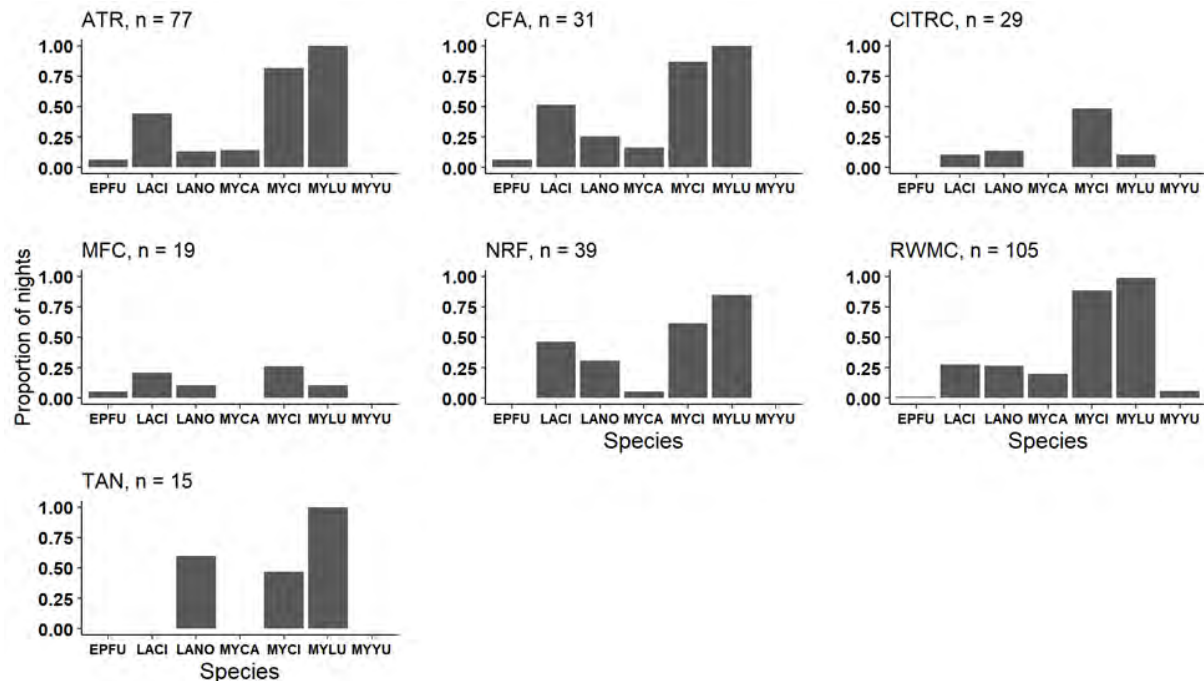 ATR, n = 77
1.00
0.75
0.50
0.25
0.00
EPFU LACI LANO MYCA MYCI MYLU MYYU
CFA, n = 31
1.00
0.75
0.50
0.25
0.00
EPFU LACI LANO MYCA MYCI MYLU MYYU
CITRC, n = 29
1.00
0.75
0.50
0.25
0.00
EPFU LACI LANO MYCA MYCI MYLU MYYU
Proportion of nights
MFC, n = 19
1.00
0.75
0.50
0.25
0.00
EPFU LACI LANO MYCA MYCI MYLU MYYU
NRF, n = 39
1.00
0.75
0.50
0.25
0.00
EPFU LACI LANO MYCA MYCI MYLU MYYU
Species
RWMC, n = 105
1.00
0.75
0.50
0.25
0.00
EPFU LACI LANO MYCA MYCI MYLU MYYU
Species
TAN, n = 15
1.00
0.75
0.50
0.25
0.00
EPFU LACI LANO MYCA MYCI MYLU MYYU
Species